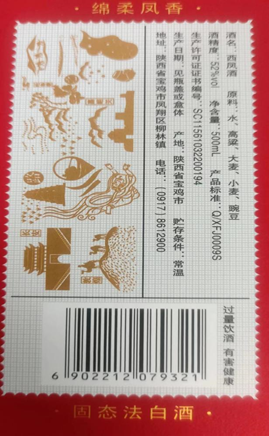 ·绵柔凤香·
酒名：西凤酒 原料：水、高粱、大麦、小麦、豌豆
酒精度：52%vol 净含量：500mL 产品标准：Q/XFJ0009S
生产许可证证书编号：SC11561032200194
生产日期：见瓶盖或盒体 产地：陕西省宝鸡市 贮存条件：常温
地址：陕西省宝鸡市凤翔区柳林镇 电话：（0917）8612900
过量饮酒 有害健康
6 902212 079321
·固态法白酒·